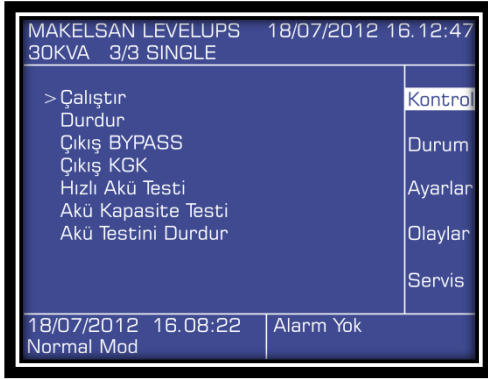 MAKELSAN LEVELUPS 18/07/2012 16.12:47
30KVA 3/3 SINGLE
>Çalıştır
Durdur
Çıkış BYPASS
Çıkış KGK
Hızlı Akü Testi
Akü Kapasite Testi
Akü Testini Durdur
Kontrol
Durum
Ayarlar
Olaylar
Servis
18/07/2012 16.08:22
Normal Mod
Alarm Yok